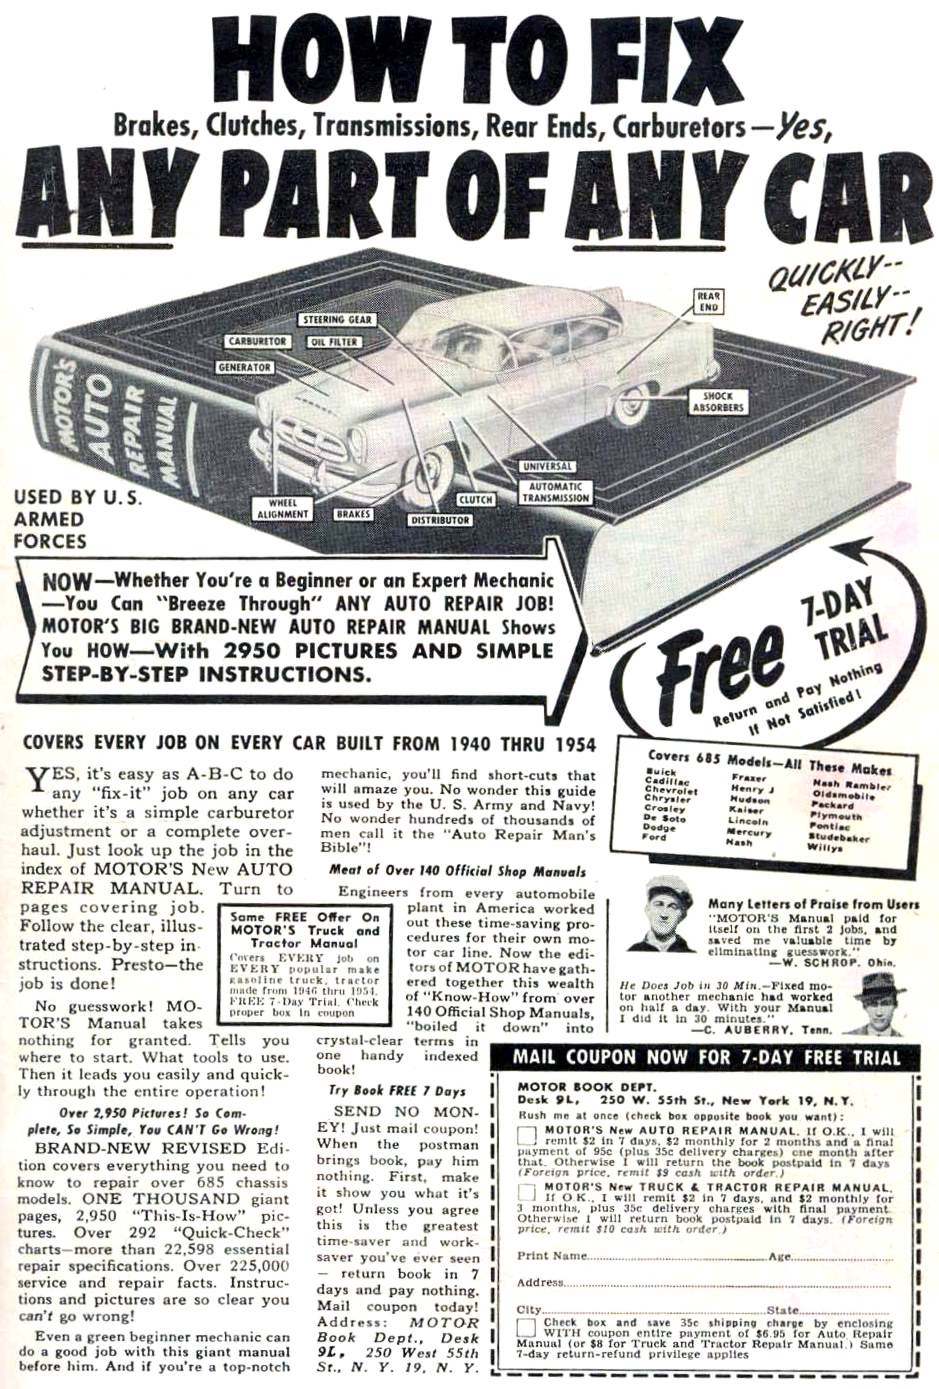 HOW TO FIX
Brakes, Clutches, Transmissions, Rear Ends, Carburetors—Yes,
ANY PART OF ANY CAR
QUICKLY--
EASILY--
RIGHT!
MOTOR'S
AUTO
REPAIR
MANUAL
REAR
END
STEERING GEAR
CARBURETOR
OIL FILTER
GENERATOR
SHOCK
ABSORBERS
UNIVERSAL
AUTOMATIC
TRANSMISSION
CLUTCH
WHEEL
ALIGNMENT
BRAKES
DISTRIBUTOR
USED BY U.S.
ARMED
FORCES
NOW—Whether You're a Beginner or an Expert Mechanic
—You Can "Breeze Through" ANY AUTO REPAIR JOB!
MOTOR'S BIG BRAND-NEW AUTO REPAIR MANUAL Shows
You HOW—With 2950 PICTURES AND SIMPLE
STEP-BY-STEP INSTRUCTIONS.
Free 7-DAY
TRIAL
Return and Pay Nothing
If Not Satisfied!
COVERS EVERY JOB ON EVERY CAR BUILT FROM 1940 THRU 1954
YES, it's easy as A-B-C to do
any "fix-it" job on any car
whether it's a simple carburetor
adjustment or a complete over-
haul. Just look up the job in the
index of MOTOR'S New AUTO
REPAIR MANUAL. Turn to
pages covering job.
Follow the clear, illus-
trated step-by-step in-
structions. Presto—the
job is done!
No guesswork! MO-
TOR'S Manual takes
nothing for granted. Tells you
where to start. What tools to use.
Then it leads you easily and quick-
ly through the entire operation!
Over 2,950 Pictures! So Com-
plete, So Simple, You CAN'T Go Wrong!
BRAND-NEW REVISED Edi-
tion covers everything you need to
know to repair over 685 chassis
models. ONE THOUSAND giant
pages, 2,950 "This-Is-How" pic-
tures. Over 292 "Quick-Check"
charts—more than 22,598 essential
repair specifications. Over 225,000
service and repair facts. Instruc-
tions and pictures are so clear you
can't go wrong!
Even a green beginner mechanic can
do a good job with this giant manual
before him. And if you're a top-notch
Same FREE Offer On
MOTOR'S Truck and
Tractor Manual
Covers EVERY job on
EVERY popular make
gasoline truck, tractor
made from 1946 thru 1954.
FREE 7-Day Trial. Check
proper box in coupon
mechanic, you'll find short-cuts that
will amaze you. No wonder this guide
is used by the U. S. Army and Navy!
No wonder hundreds of thousands of
men call it the "Auto Repair Man's
Bible"!
Meat of Over 140 Official Shop Manuals
Engineers from every automobile
plant in America worked
out these time-saving pro-
cedures for their own mo-
tor car line. Now the edi-
tors of MOTOR have gath-
ered together this wealth
of "Know-How" from over
140 Official Shop Manuals,
"boiled it down" into
crystal-clear terms in
one handy indexed
book!
Try Book FREE 7 Days
SEND NO MON-
EY! Just mail coupon!
When the postman
brings book, pay him
nothing. First, make
it show you what it's
got! Unless you agree
this is the greatest
time-saver and work-
saver you've ever seen
— return book in 7
days and pay nothing.
Mail coupon today!
Address: MOTOR
Book Dept., Desk
9L, 250 West 55th
St., N. Y. 19, N. Y.
Covers 685 Models—All These Makes
Buick
Cadillac
Chevrolet
Chrysler
Crosley
De Soto
Dodge
Ford
Frazer
Henry J
Hudson
Kaiser
Lincoln
Mercury
Nash
Nash Rambler
Oldsmobile
Packard
Plymouth
Pontiac
Studebaker
Willys
Many Letters of Praise from Users
"MOTOR'S Manual paid for
itself on the first 2 jobs, and
saved me valuable time by
eliminating guesswork."
—W. SCHROP, Ohio.
He Does Job in 30 Min.—Fixed mo-
tor another mechanic had worked
on half a day. With your Manual
I did it in 30 minutes."
—C. AUBERRY, Tenn.
MAIL COUPON NOW FOR 7-DAY FREE TRIAL
MOTOR BOOK DEPT.
Desk 9L, 250 W. 55th St., New York 19, N.Y.
Rush me at once (check box opposite book you want):
MOTOR'S New AUTO REPAIR MANUAL. If O.K., I will
remit $2 in 7 days, $2 monthly for 2 months and a final
payment of 95c (plus 35c delivery charges) one month after
that. Otherwise I will return the book postpaid in 7 days
(Foreign price, remit $9 cash with order.)
MOTOR'S New TRUCK & TRACTOR REPAIR MANUAL.
If O.K., I will remit $2 in 7 days, and $2 monthly for
3 months, plus 35c delivery charges with final payment.
Otherwise I will return book postpaid in 7 days. (Foreign
price, remit $10 cash with order.)
Print Name Age
Address
City State
Check box and save 35c shipping charge by enclosing
WITH coupon entire payment of $6.95 for Auto Repair
Manual (or $8 for Truck and Tractor Repair Manual.) Same
7-day return-refund privilege applies